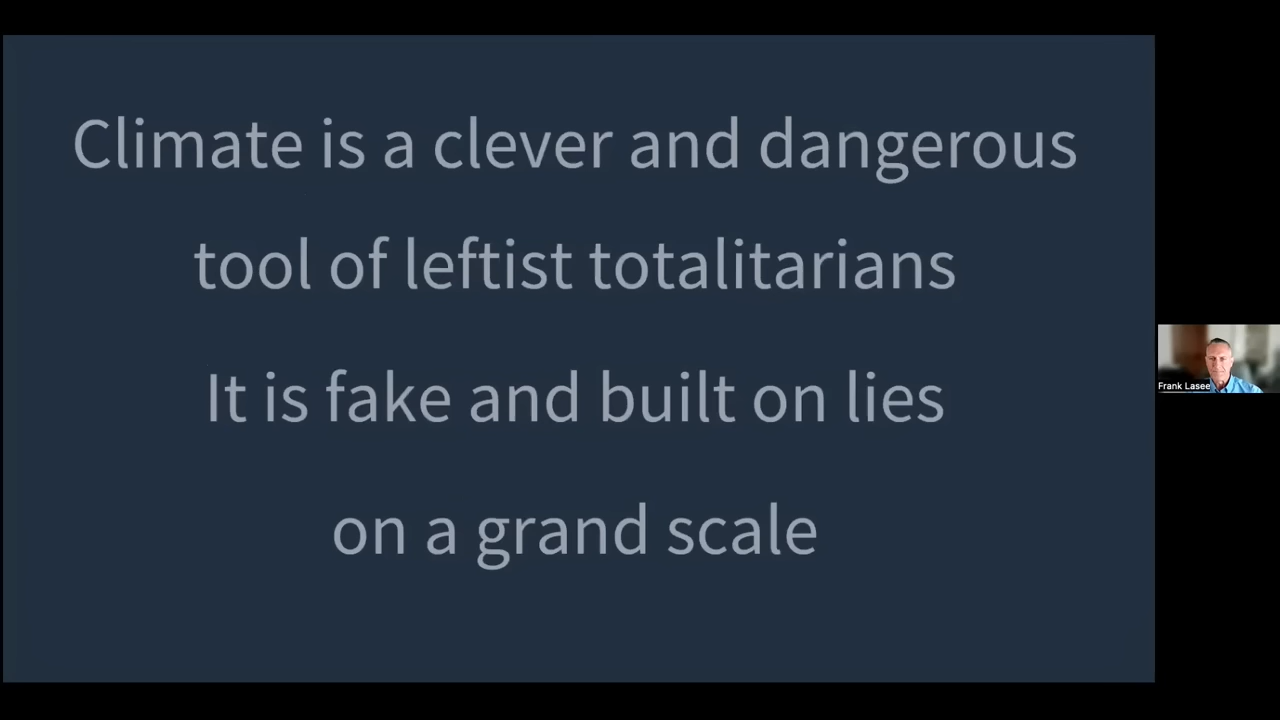 Climate is a clever and dangerous
tool of leftist totalitarians
It is fake and built on lies
on a grand scale
Frank Lasee